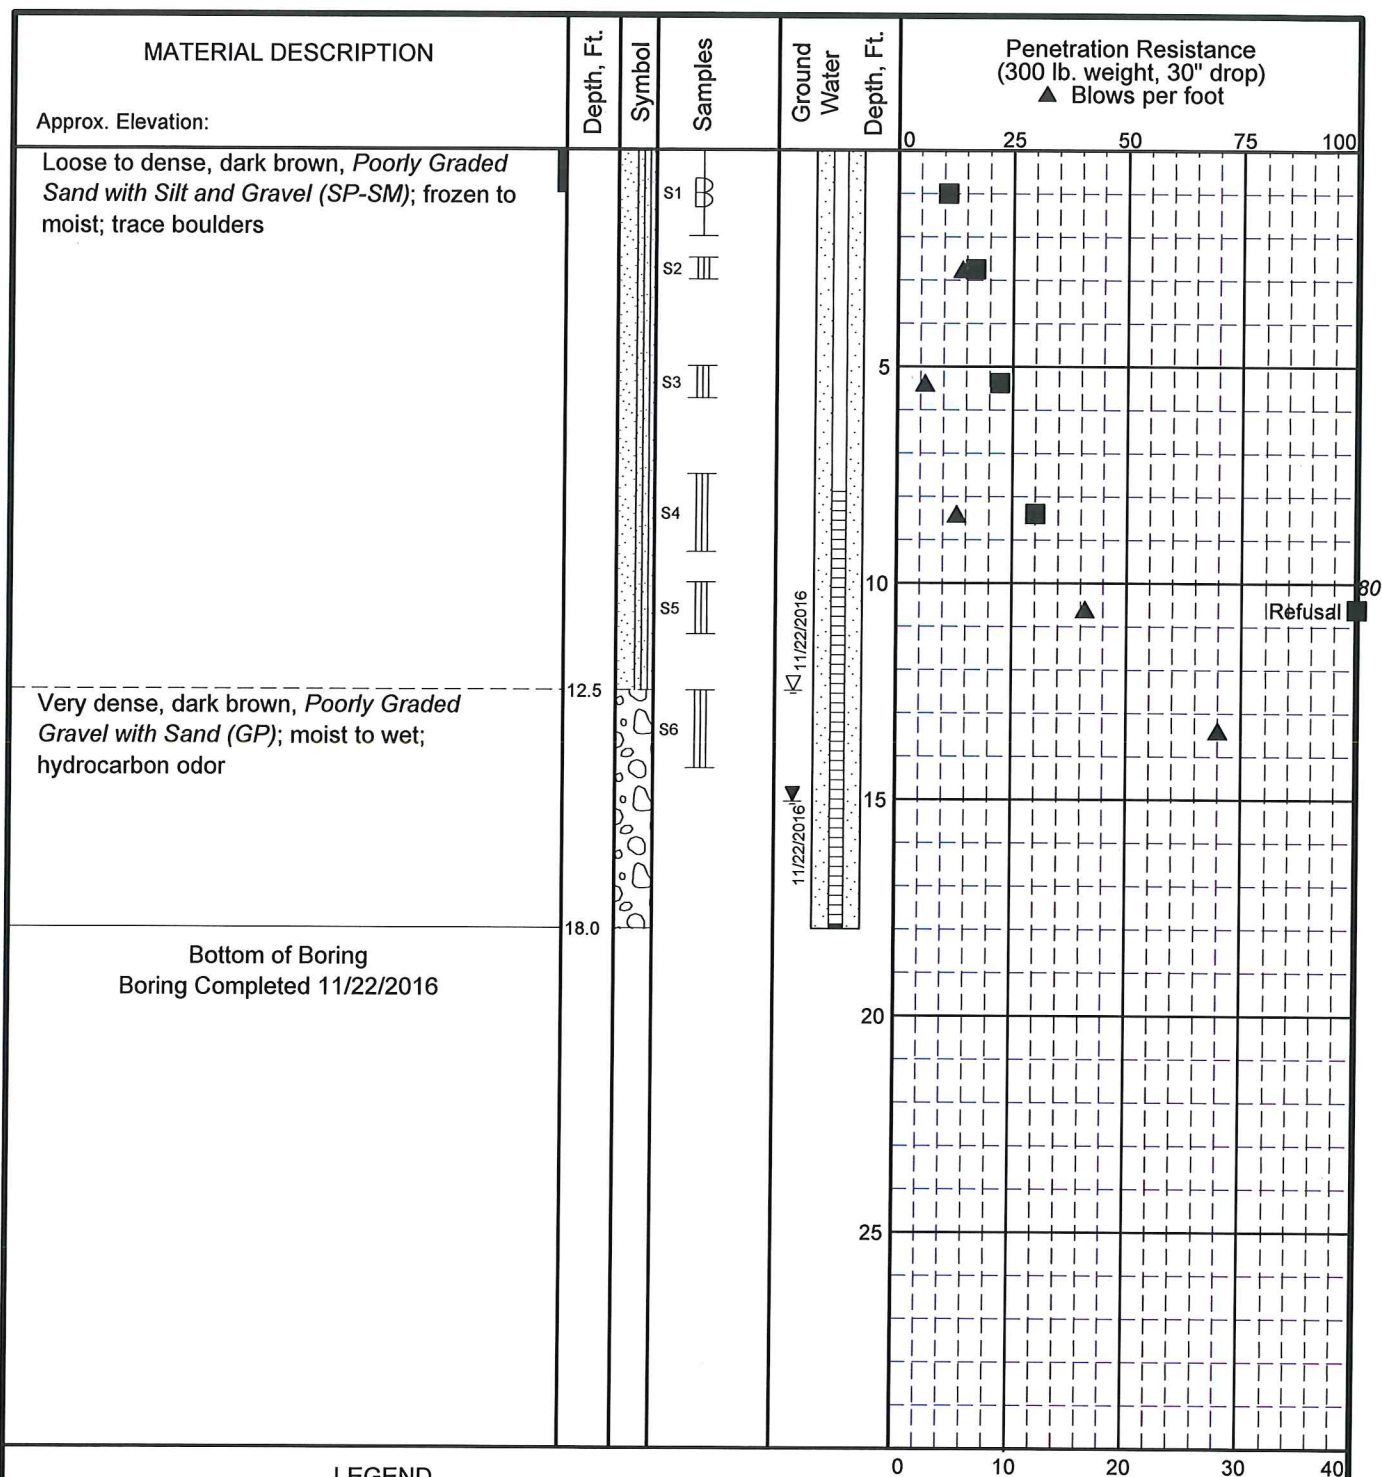 MATERIAL DESCRIPTION
Approx. Elevation:
Depth, Ft.
Symbol
Samples
Ground
Water
Depth, Ft.
Penetration Resistance
(300 lb. weight, 30" drop)
▲ Blows per foot
0 25 50 75 100
Loose to dense, dark brown, Poorly Graded
Sand with Silt and Gravel (SP-SM); frozen to
moist; trace boulders
S1
S2
S3
S4
S5
S6
5
10
15
20
25
80
Refusal
11/22/2016
12.5
Very dense, dark brown, Poorly Graded
Gravel with Sand (GP); moist to wet;
hydrocarbon odor
11/22/2016
18.0
Bottom of Boring
Boring Completed 11/22/2016
LEGEND
0 10 20 30 40